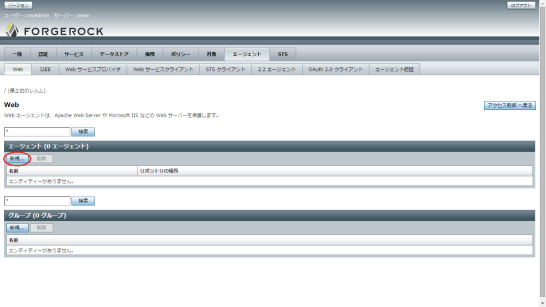 バージョン
ログアウト
ユーザー: amAdmin サーバー: www
FORGEROCK
一般 認証 サービス データストア 権限 ポリシー 対象 エージェント STS
Web J2EE Web サービスプロバイダ Web サービスクライアント STS クライアント 2.2 エージェント OAuth 2.0 クライアント エージェント認証
/ (最上位のレルム)
Web
アクセス制御 へ戻る
Web エージェントは、Apache Web Server や Microsoft IIS などの Web サーバーを保護します。
* 検索
エージェント (0 エージェント)
新規... 削除
名前 リポジトリの場所
エンティティーがありません。
* 検索
グループ (0 グループ)
新規... 削除
名前
エンティティーがありません。